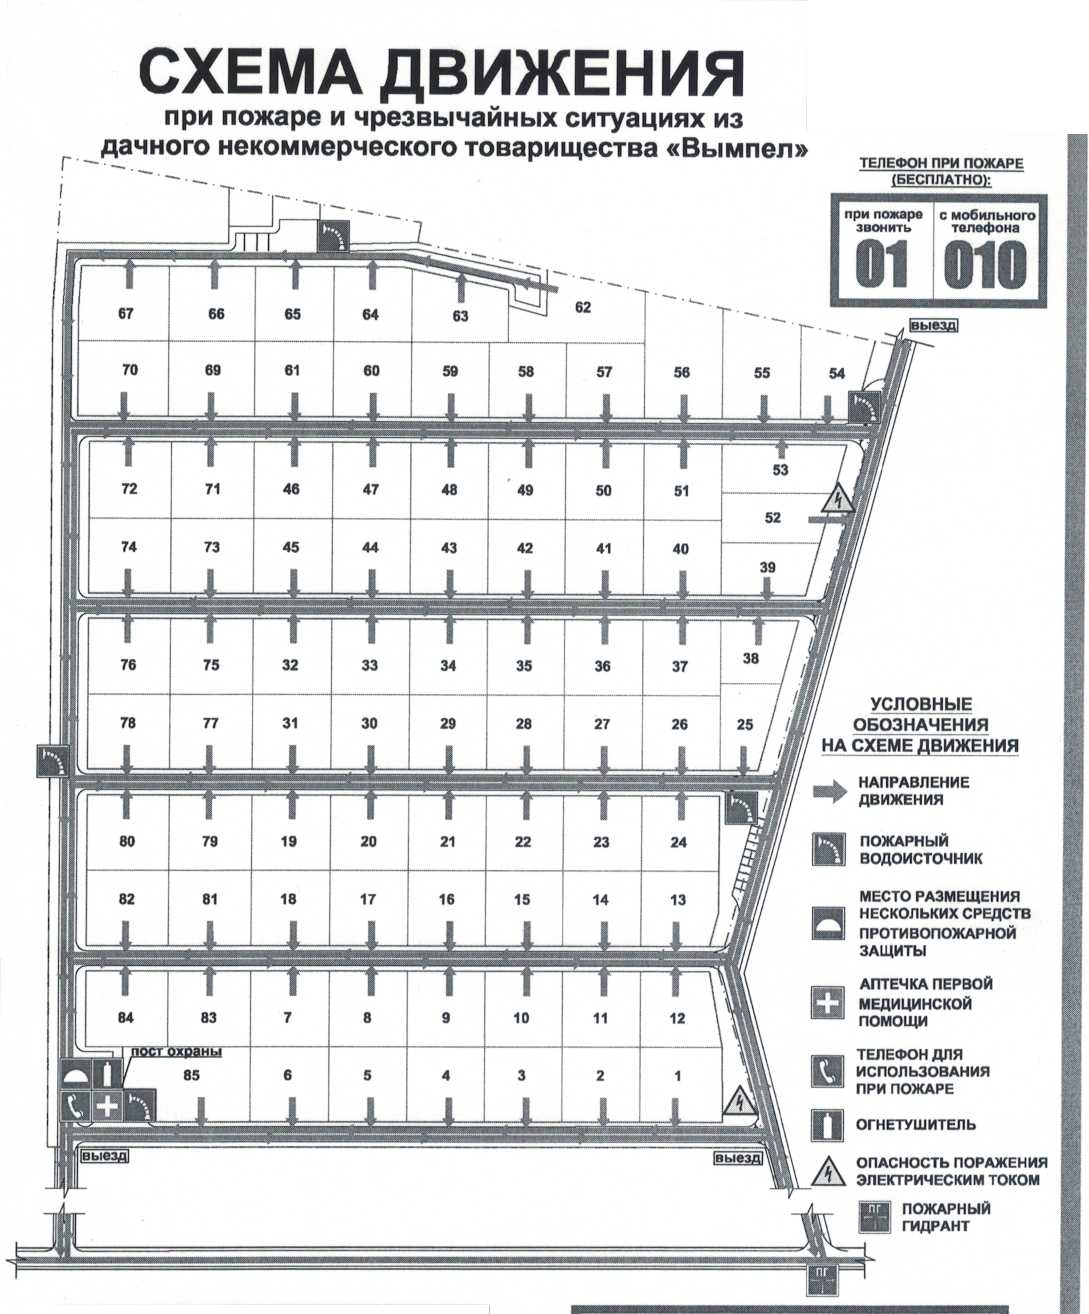 СХЕМА ДВИЖЕНИЯ
при пожаре и чрезвычайных ситуациях из
дачного некоммерческого товарищества «Вымпел»
ТЕЛЕФОН ПРИ ПОЖАРЕ
(БЕСПЛАТНО):
при пожаре
звонить
01
с мобильного
телефона
010
выезд
67 66 65 64 63 62
70 69 61 60 59 58 57 56 55 54
72 71 46 47 48 49 50 51 53
52
74 73 45 44 43 42 41 40 39
76 75 32 33 34 35 36 37 38
78 77 31 30 29 28 27 26 25
80 79 19 20 21 22 23 24
82 81 18 17 16 15 14 13
84 83 7 8 9 10 11 12
пост охраны
85 6 5 4 3 2 1
выезд
выезд
УСЛОВНЫЕ
ОБОЗНАЧЕНИЯ
НА СХЕМЕ ДВИЖЕНИЯ
НАПРАВЛЕНИЕ
ДВИЖЕНИЯ
ПОЖАРНЫЙ
ВОДОИСТОЧНИК
МЕСТО РАЗМЕЩЕНИЯ
НЕСКОЛЬКИХ СРЕДСТВ
ПРОТИВОПОЖАРНОЙ
ЗАЩИТЫ
АПТЕЧКА ПЕРВОЙ
МЕДИЦИНСКОЙ
ПОМОЩИ
ТЕЛЕФОН ДЛЯ
ИСПОЛЬЗОВАНИЯ
ПРИ ПОЖАРЕ
ОГНЕТУШИТЕЛЬ
ОПАСНОСТЬ ПОРАЖЕНИЯ
ЭЛЕКТРИЧЕСКИМ ТОКОМ
ПГ
ПОЖАРНЫЙ
ГИДРАНТ
ПГ